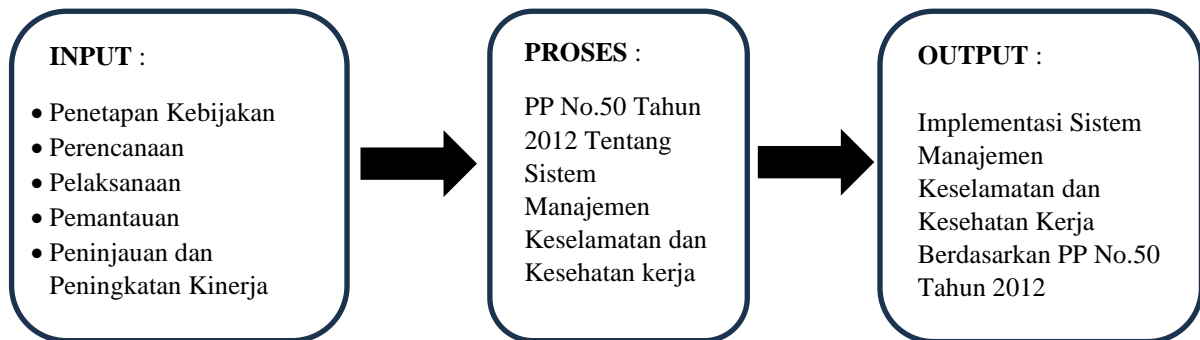 INPUT :
• Penetapan Kebijakan
• Perencanaan
• Pelaksanaan
• Pemantauan
• Peninjauan dan
Peningkatan Kinerja
PROSES :
PP No.50 Tahun
2012 Tentang
Sistem
Manajemen
Keselamatan dan
Kesehatan kerja
OUTPUT :
Implementasi Sistem
Manajemen
Keselamatan dan
Kesehatan Kerja
Berdasarkan PP No.50
Tahun 2012